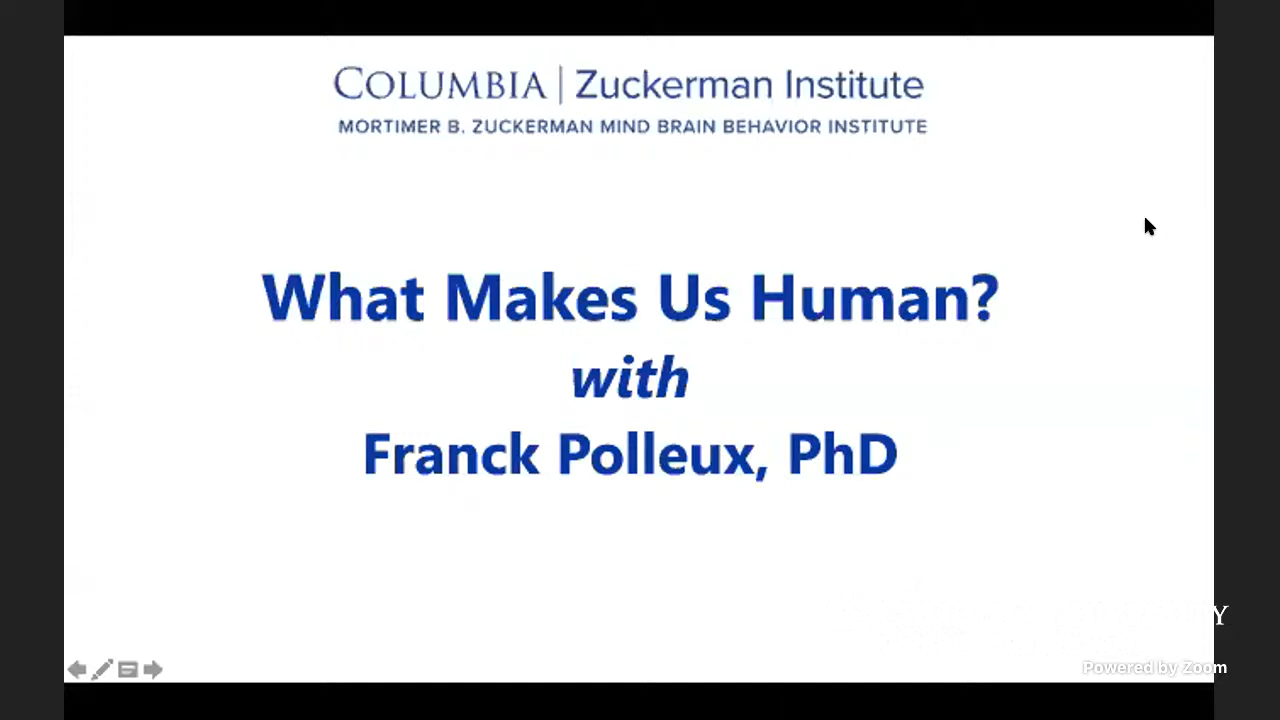 COLUMBIA | Zuckerman Institute
MORTIMER B. ZUCKERMAN MIND BRAIN BEHAVIOR INSTITUTE
What Makes Us Human?
with
Franck Polleux, PhD
Powered by Zoom